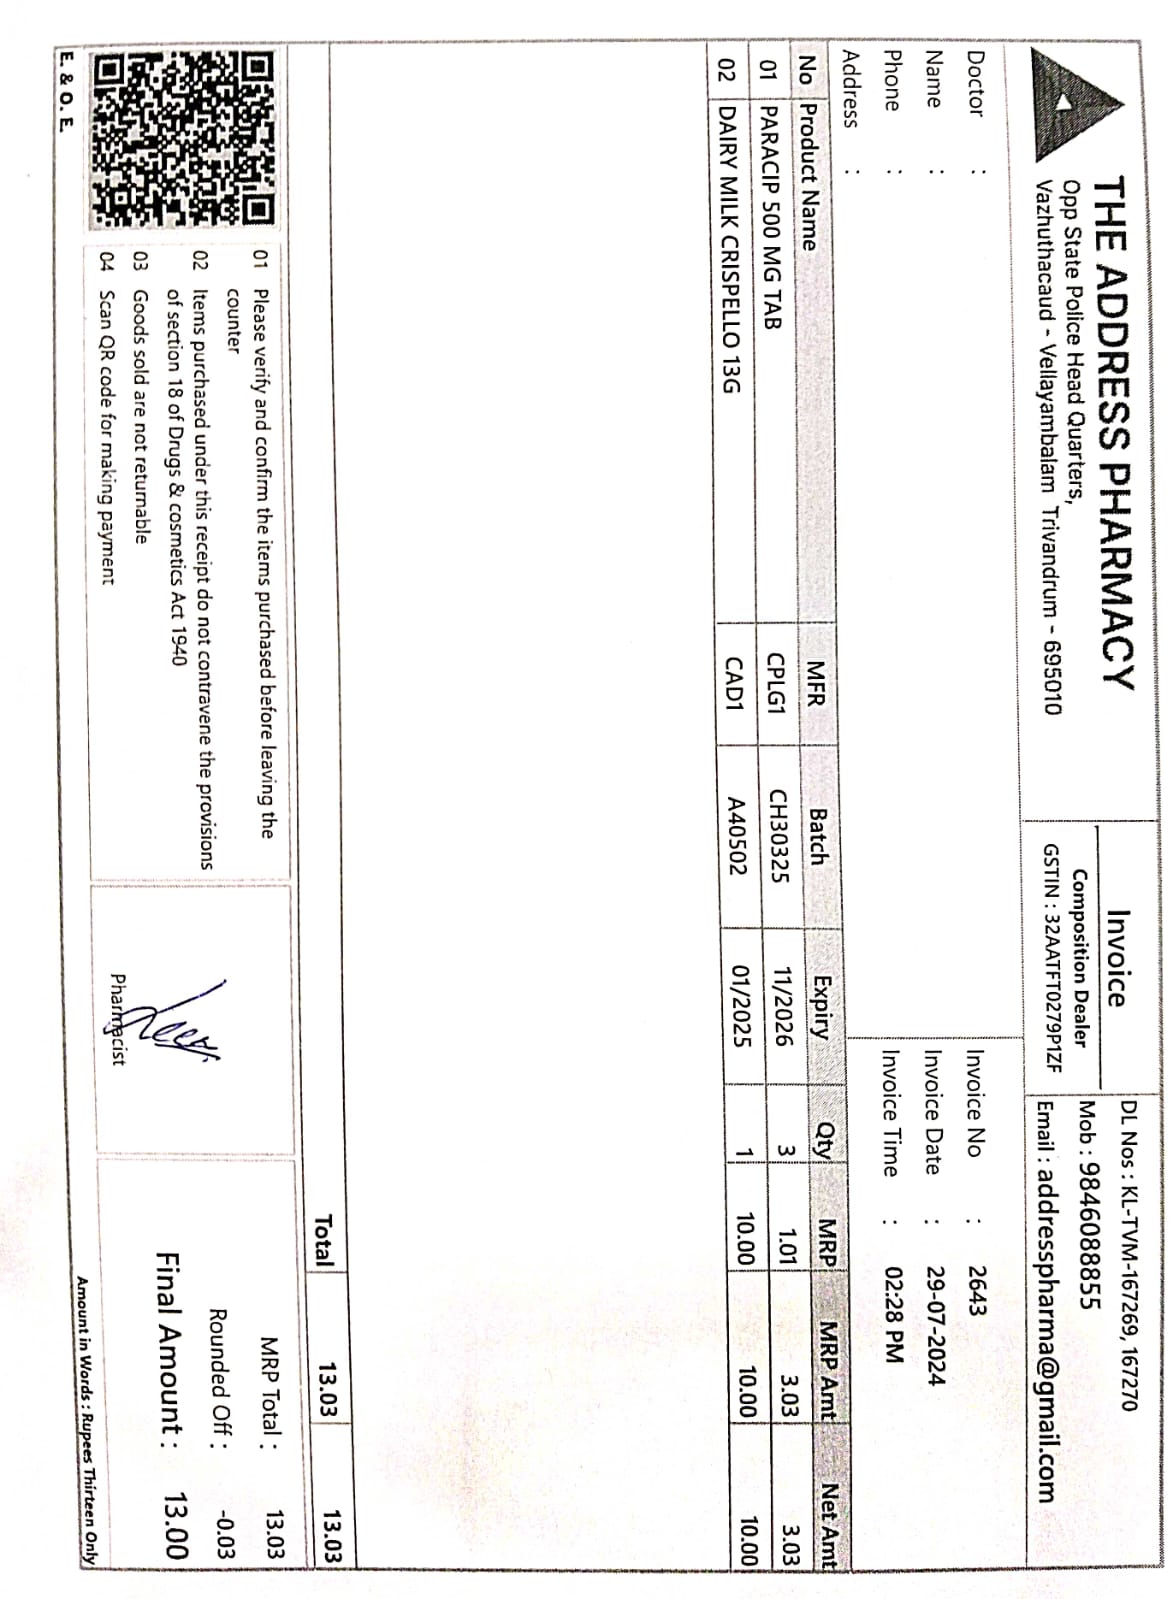 THE ADDRESS PHARMACY
Opp State Police Head Quarters,
Vazhuthacaud - Vellayambalam Trivandrum - 695010
Invoice
Composition Dealer
GSTIN : 32AATFT0279P1ZF
DL Nos : KL-TVM-167269, 167270
Mob : 9846088855
Email : addresspharma@gmail.com
Doctor :
Name :
Phone :
Address :
Invoice No : 2643
Invoice Date : 29-07-2024
Invoice Time : 02:28 PM
No Product Name MFR Batch Expiry Qty MRP MRP Amt Net Amt
01 PARACIP 500 MG TAB CPLG1 CH30325 11/2026 3 1.01 3.03 3.03
02 DAIRY MILK CRISPELLO 13G CAD1 A40502 01/2025 1 10.00 10.00 10.00
Total 13.03 13.03
01 Please verify and confirm the items purchased before leaving the
counter
02 Items purchased under this receipt do not contravene the provisions
of section 18 of Drugs & cosmetics Act 1940
03 Goods sold are not returnable
04 Scan QR code for making payment
Pharmacist
MRP Total : 13.03
Rounded Off : -0.03
Final Amount : 13.00
Amount in Words : Rupees Thirteen Only
E. & O. E.